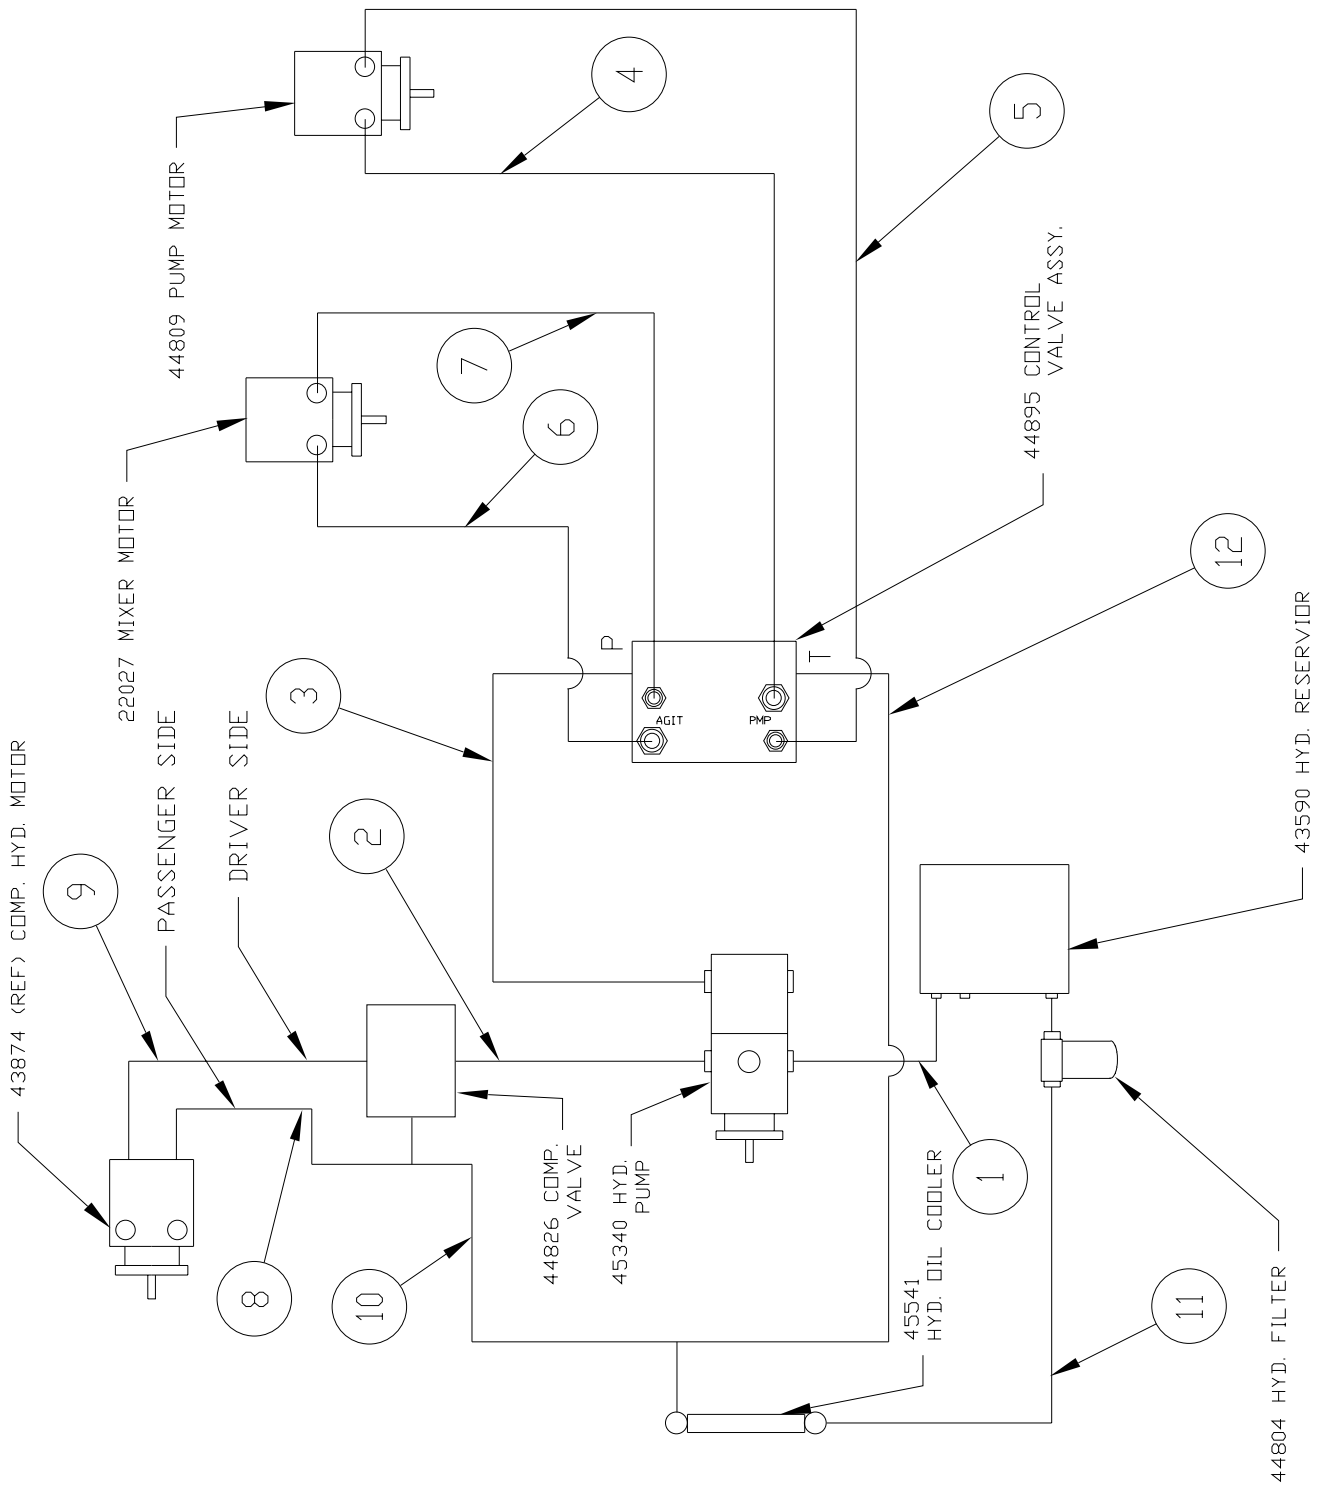 44809 PUMP MOTOR
4
5
22027 MIXER MOTOR
7
6
44895 CONTROL
VALVE ASSY.
12
P
T
AGIT
PMP
3
43874 (REF) COMP. HYD. MOTOR
9
PASSENGER SIDE
DRIVER SIDE
2
43590 HYD. RESERVIOR
44826 COMP.
VALVE
45340 HYD.
PUMP
1
8
10
45541
HYD. OIL COOLER
11
44804 HYD. FILTER